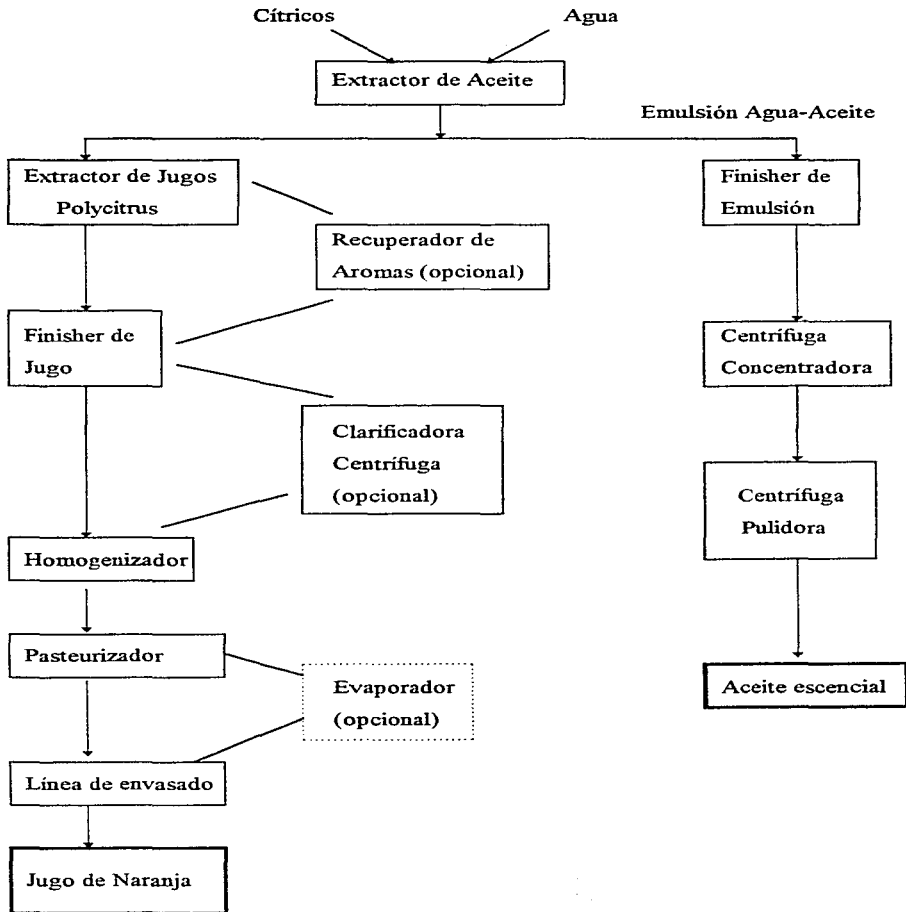 Cítricos
Agua
Extractor de Aceite
Emulsión Agua-Aceite
Extractor de Jugos
Polycitrus
Finisher de
Emulsión
Recuperador de
Aromas (opcional)
Finisher de
Jugo
Centrífuga
Concentradora
Clarificadora
Centrífuga
(opcional)
Centrífuga
Pulidora
Homogenizador
Pasteurizador
Evaporador
(opcional)
Aceite escencial
Línea de envasado
Jugo de Naranja